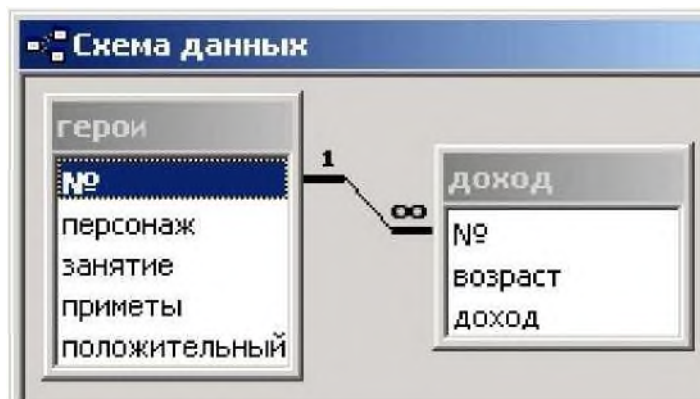 Схема данных
герои
№
персонаж
занятие
приметы
положительный
1
∞
доход
№
возраст
доход